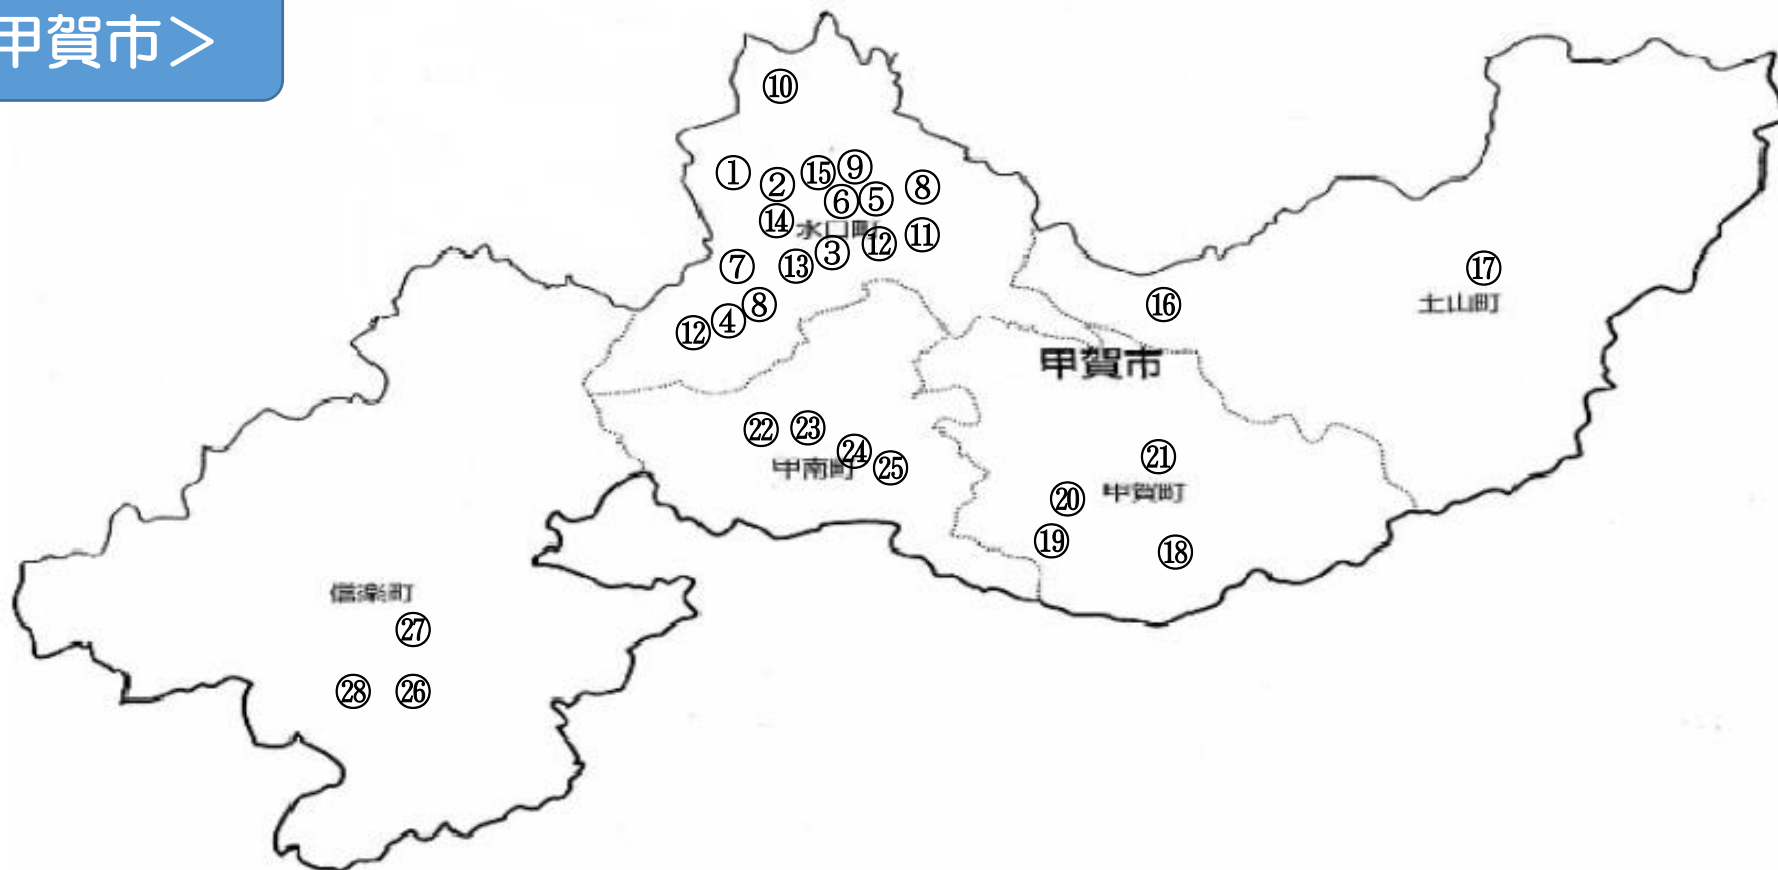 甲賀市＞
⑩
① ② ⑮ ⑨ ⑧
⑥ ⑤
⑭ 水口町 ⑫ ⑪
⑦ ⑬ ③
⑧
⑫ ④
⑰
⑯ 土山町
甲賀市
㉒ ㉓ ㉔ ㉕
甲南町
㉑
⑳ 甲賀町
⑲ ⑱
信楽町
㉗
㉘ ㉖